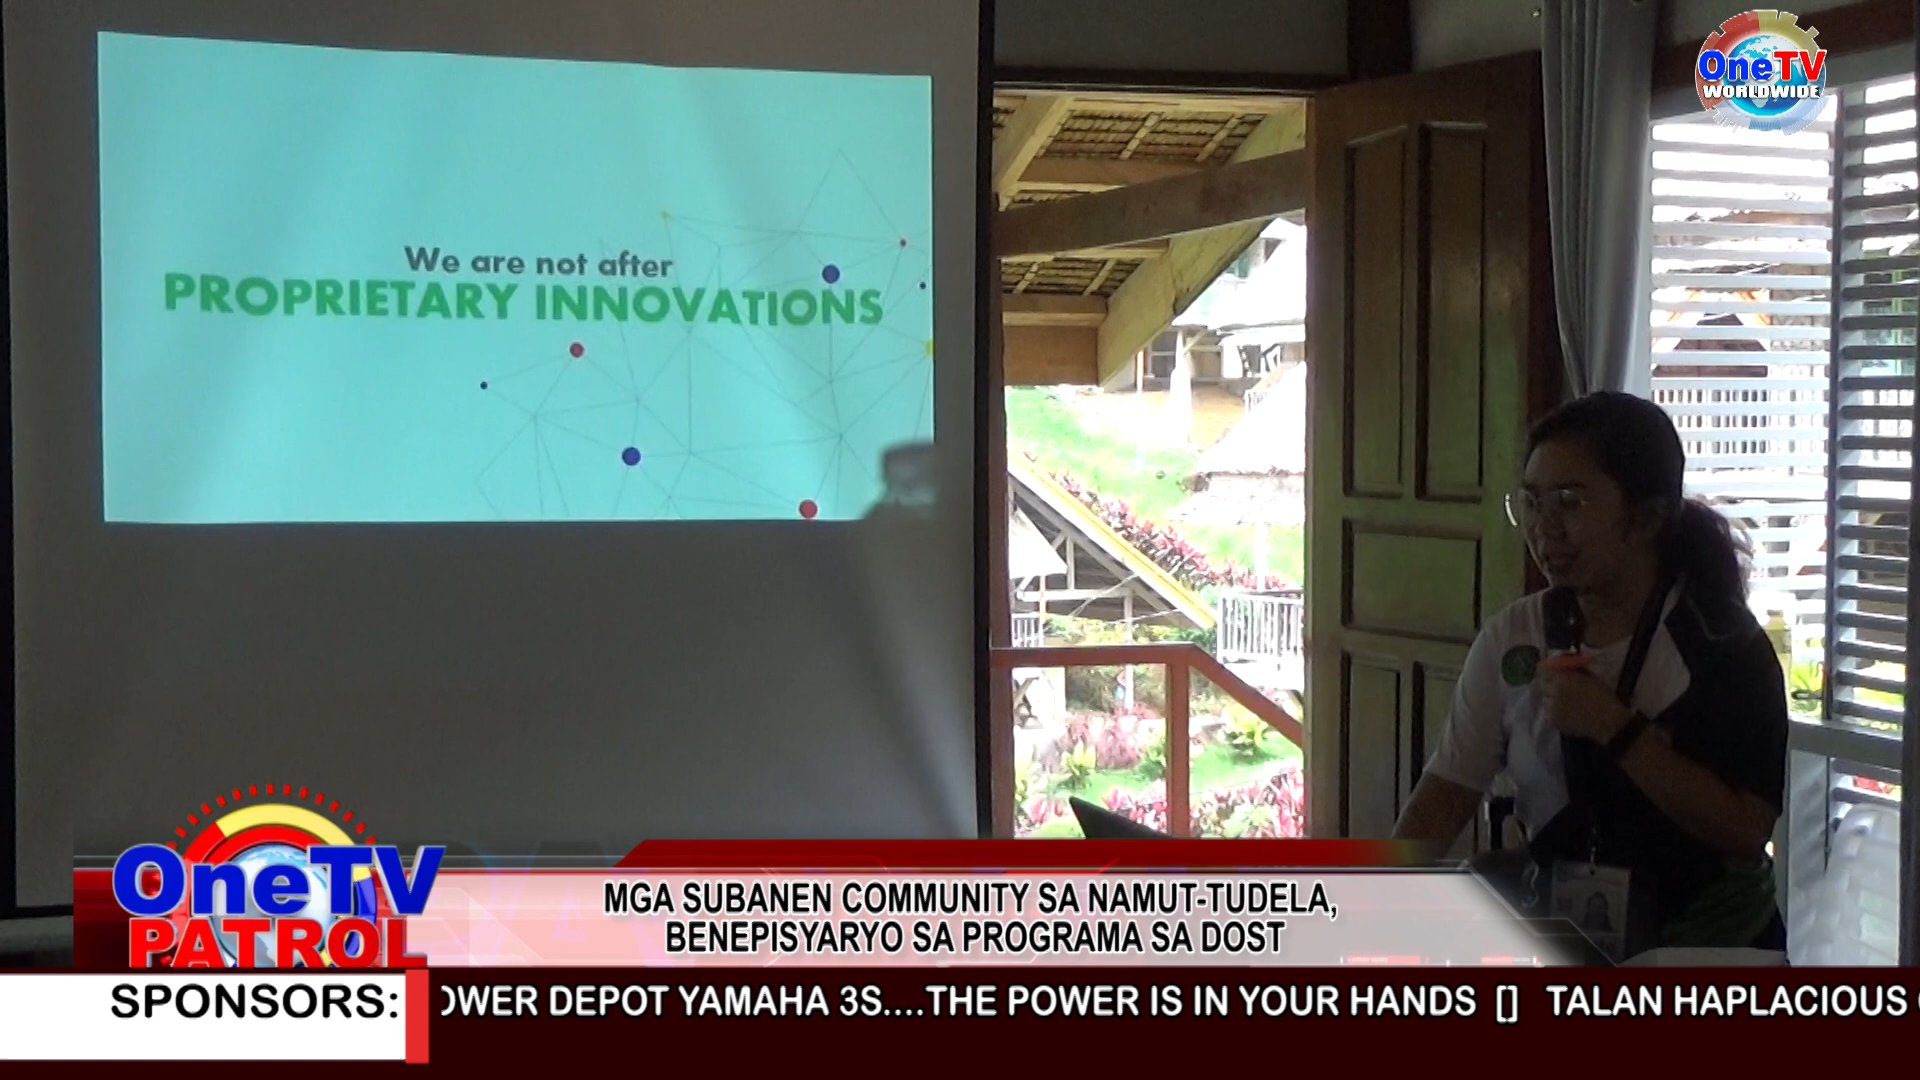 OneTV
WORLDWIDE
We are not after
PROPRIETARY INNOVATIONS
OneTV
PATROL
MGA SUBANEN COMMUNITY SA NAMUT-TUDELA,
BENEPISYARYO SA PROGRAMA SA DOST
SPONSORS:
OWER DEPOT YAMAHA 3S....THE POWER IS IN YOUR HANDS [] TALAN HAPLACIOUS